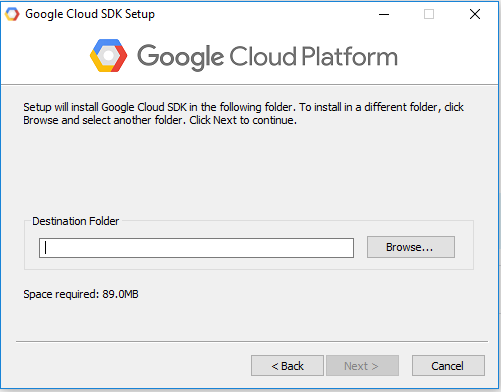 Google Cloud SDK Setup
Google Cloud Platform
Setup will install Google Cloud SDK in the following folder. To install in a different folder, click
Browse and select another folder. Click Next to continue.
Destination Folder
Browse...
Space required: 89.0MB
< Back
Next >
Cancel